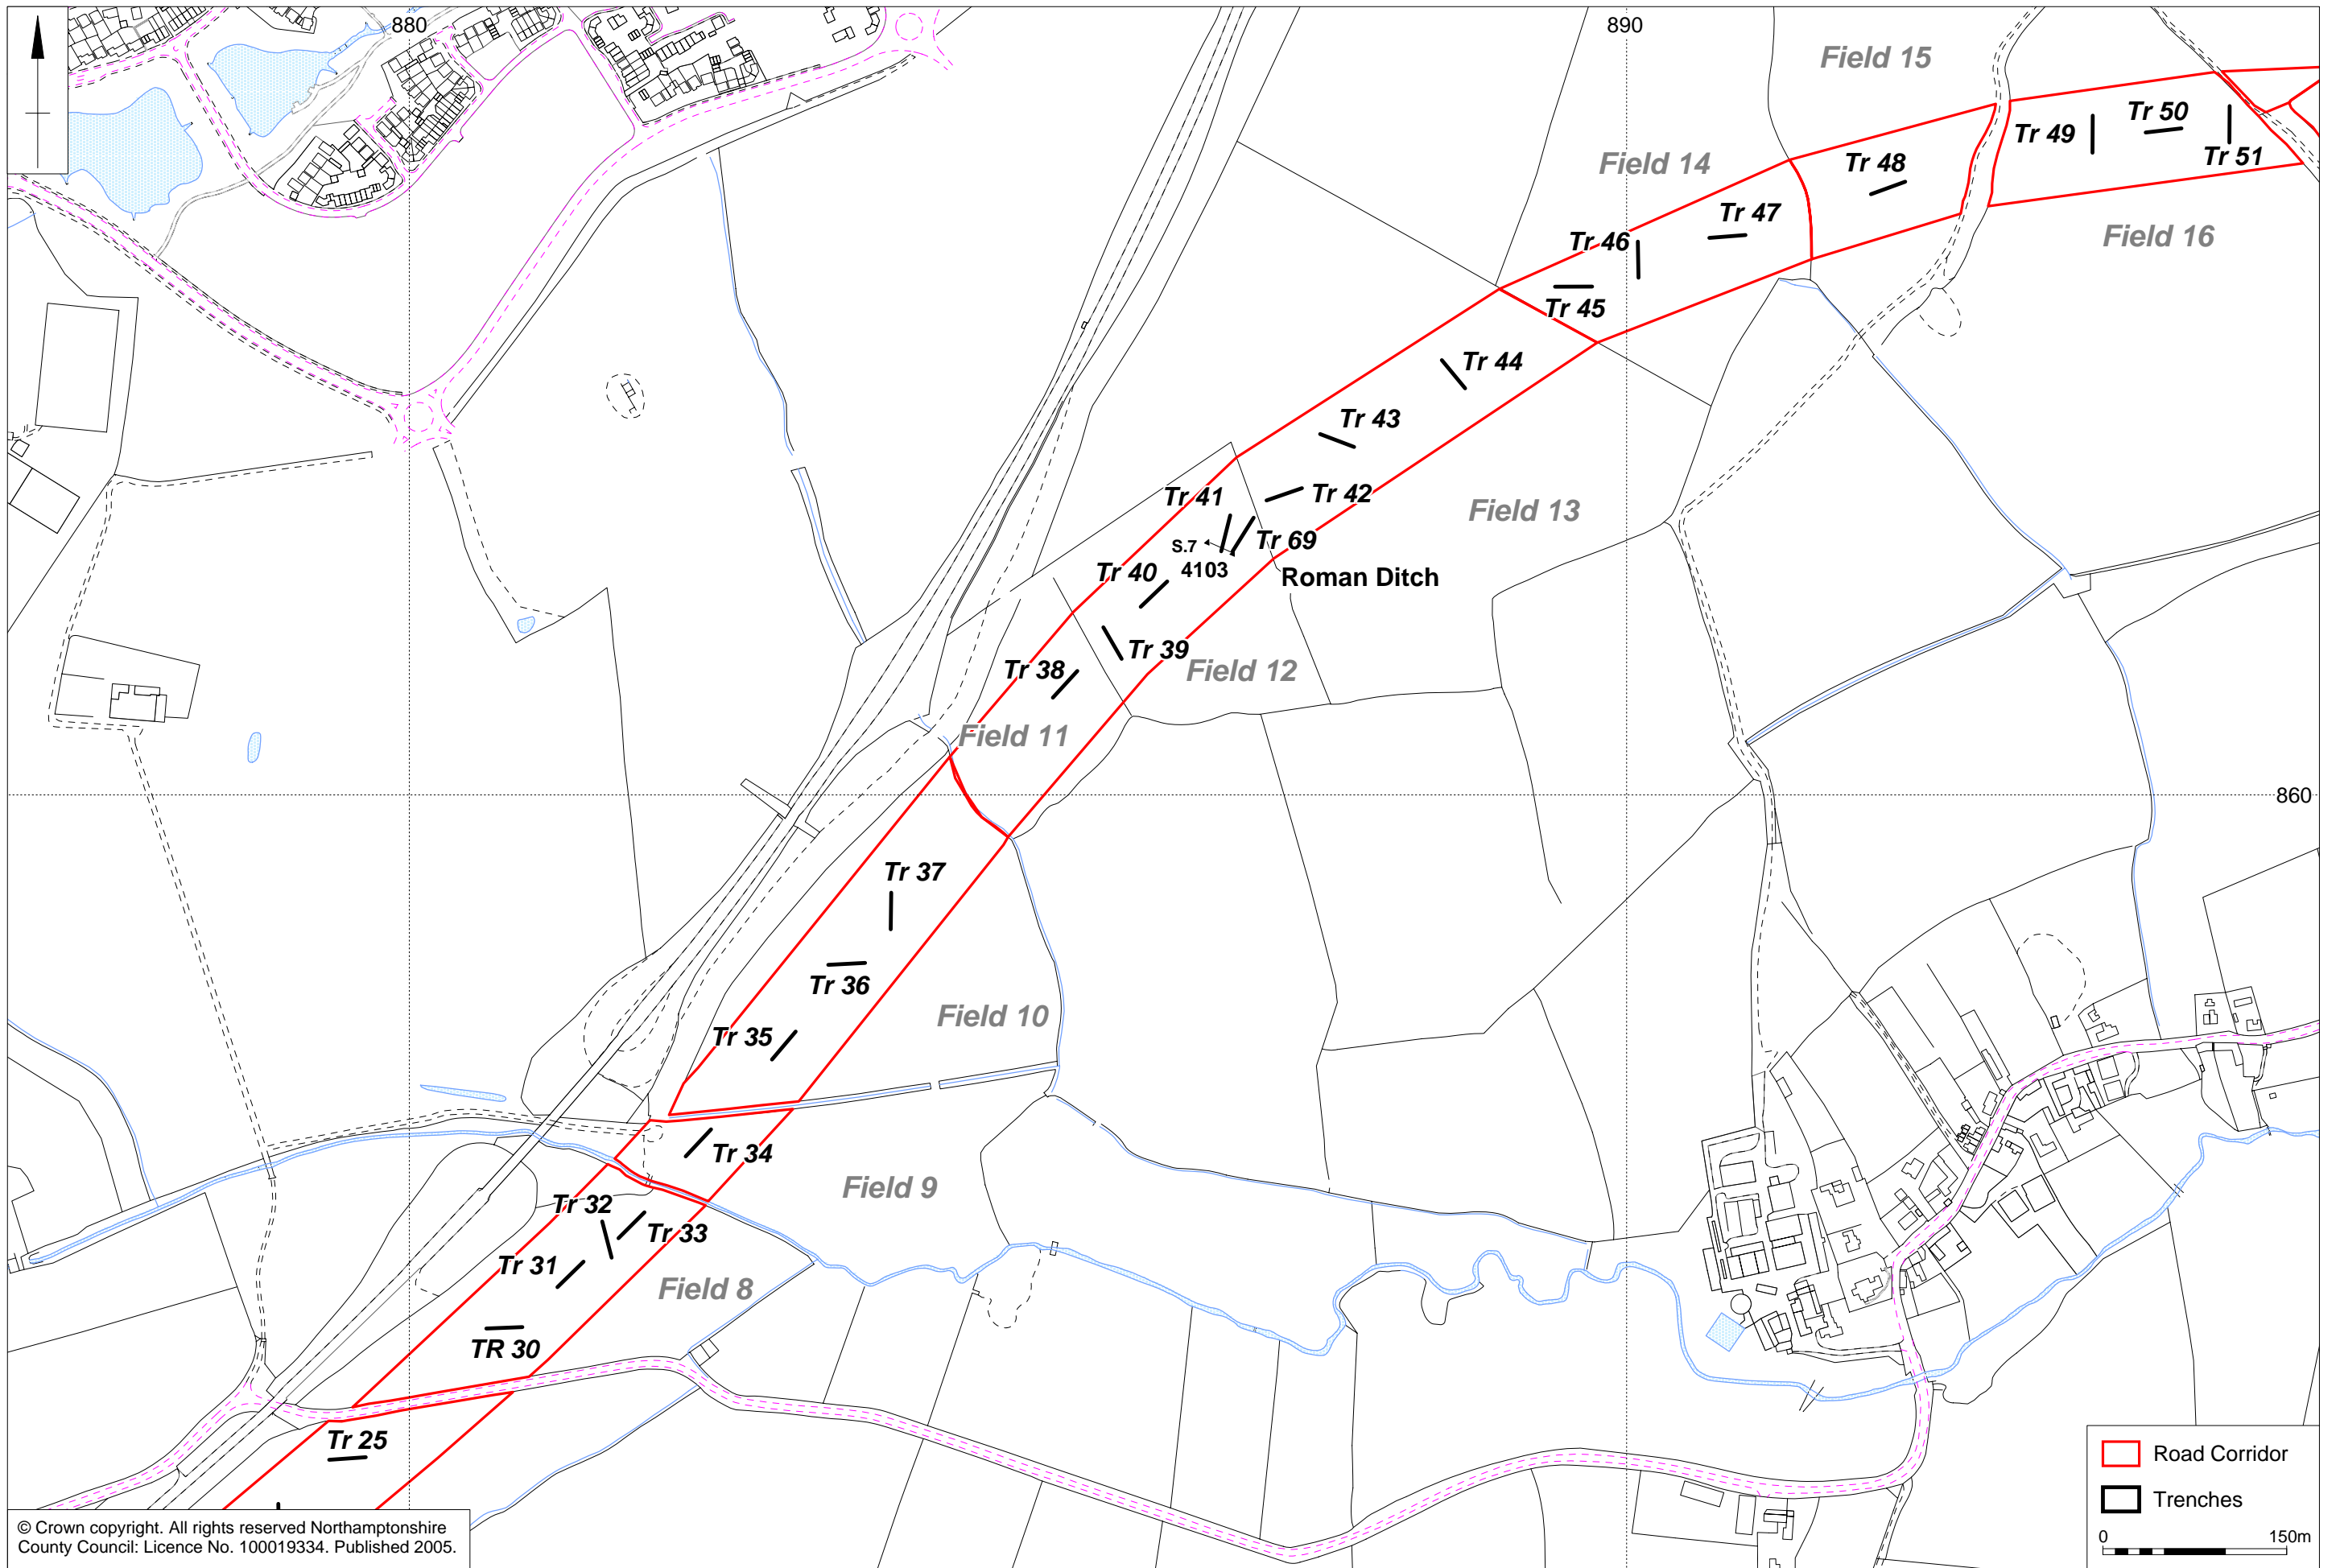 880
890
Field 15
Tr 50
Tr 49
Tr 51
Field 14
Tr 48
Tr 47
Tr 46
Field 16
Tr 45
Tr 44
Tr 43
Tr 41
Tr 42
Field 13
S.7
Tr 69
4103
Tr 40
Roman Ditch
Tr 39
Tr 38
Field 12
Field 11
860
Tr 37
Tr 36
Field 10
Tr 35
Tr 34
Field 9
Tr 32
Tr 33
Tr 31
Field 8
TR 30
Tr 25
Road Corridor
Trenches
0 150m
© Crown copyright. All rights reserved Northamptonshire
County Council: Licence No. 100019334. Published 2005.